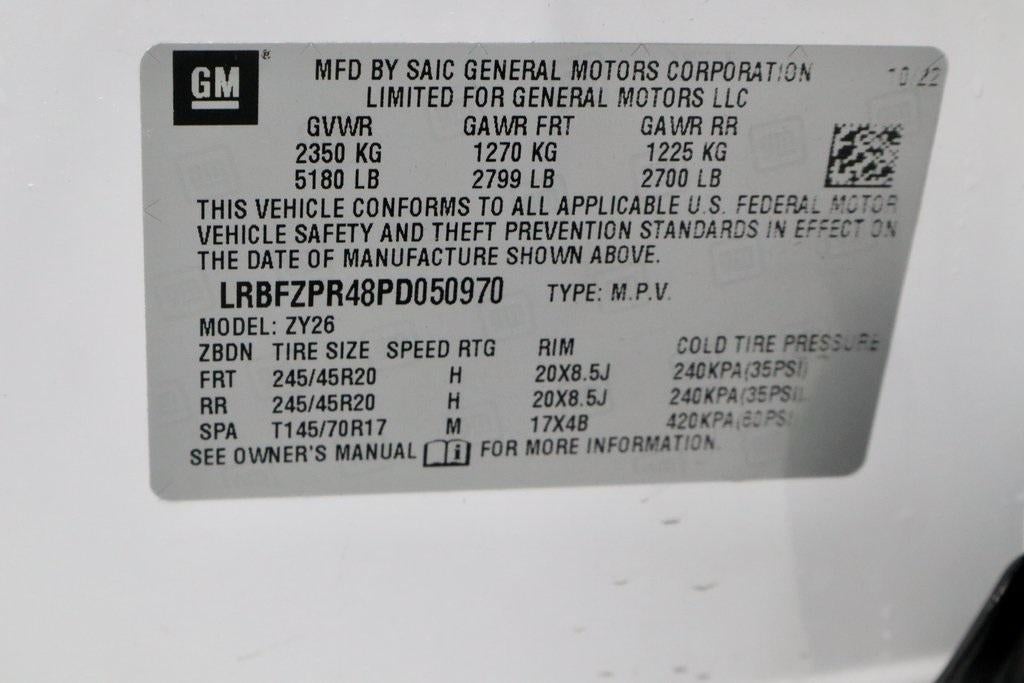 GM ® MFD BY SAIC GENERAL MOTORS CORPORATION 10/22
LIMITED FOR GENERAL MOTORS LLC
GVWR GAWR FRT GAWR RR
2350 KG 1270 KG 1225 KG
5180 LB 2799 LB 2700 LB
THIS VEHICLE CONFORMS TO ALL APPLICABLE U.S. FEDERAL MOTOR
VEHICLE SAFETY AND THEFT PREVENTION STANDARDS IN EFFECT ON
THE DATE OF MANUFACTURE SHOWN ABOVE.
LRBFZPR48PD050970 TYPE: M.P.V.
MODEL: ZY26
ZBDN TIRE SIZE SPEED RTG RIM COLD TIRE PRESSURE
FRT 245/45R20 H 20X8.5J 240KPA(35PSI)
RR 245/45R20 H 20X8.5J 240KPA(35PSI)
SPA T145/70R17 M 17X4B 420KPA(60PSI)
SEE OWNER'S MANUAL i FOR MORE INFORMATION.